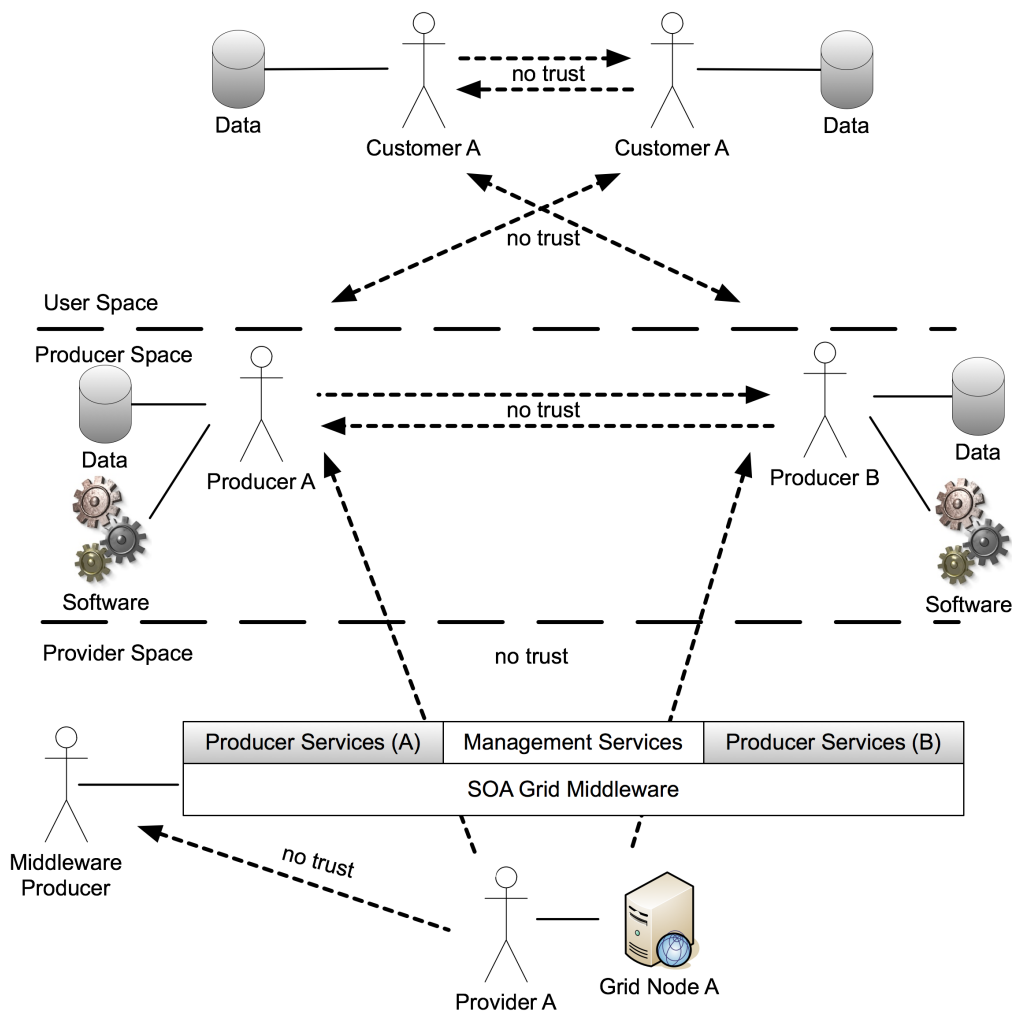 no trust
Data
Customer A
Customer A
Data
no trust
User Space
Producer Space
no trust
Data
Producer A
Producer B
Data
Software
Software
Provider Space
no trust
Producer Services (A)
Management Services
Producer Services (B)
SOA Grid Middleware
Middleware
Producer
no trust
Provider A
Grid Node A